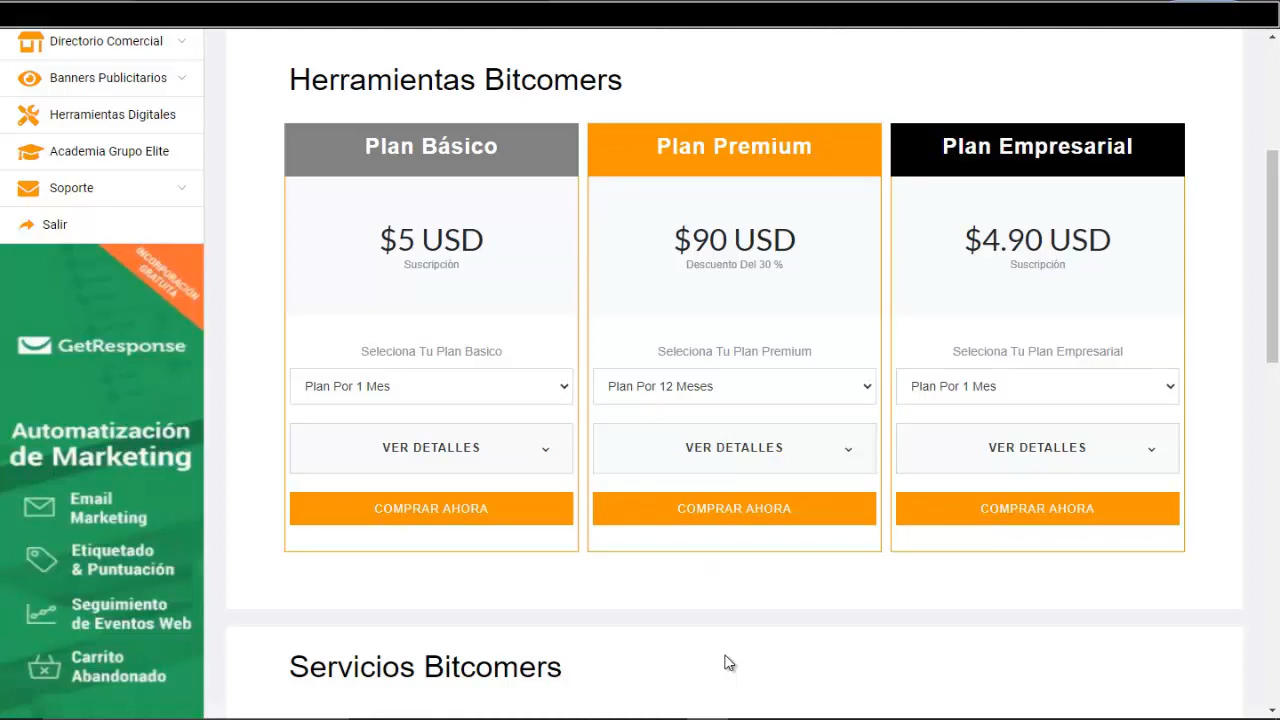 Directorio Comercial
Banners Publicitarios
Herramientas Digitales
Academia Grupo Elite
Soporte
Salir
INCORPORACIÓN
GRATUITA
GetResponse
Automatización
de Marketing
Email
Marketing
Etiquetado
& Puntuación
Seguimiento
de Eventos Web
Carrito
Abandonado
Herramientas Bitcomers
Plan Básico
$5 USD
Suscripción
Seleciona Tu Plan Basico
Plan Por 1 Mes
VER DETALLES
COMPRAR AHORA
Plan Premium
$90 USD
Descuento Del 30 %
Seleciona Tu Plan Premium
Plan Por 12 Meses
VER DETALLES
COMPRAR AHORA
Plan Empresarial
$4.90 USD
Suscripción
Seleciona Tu Plan Empresarial
Plan Por 1 Mes
VER DETALLES
COMPRAR AHORA
Servicios Bitcomers